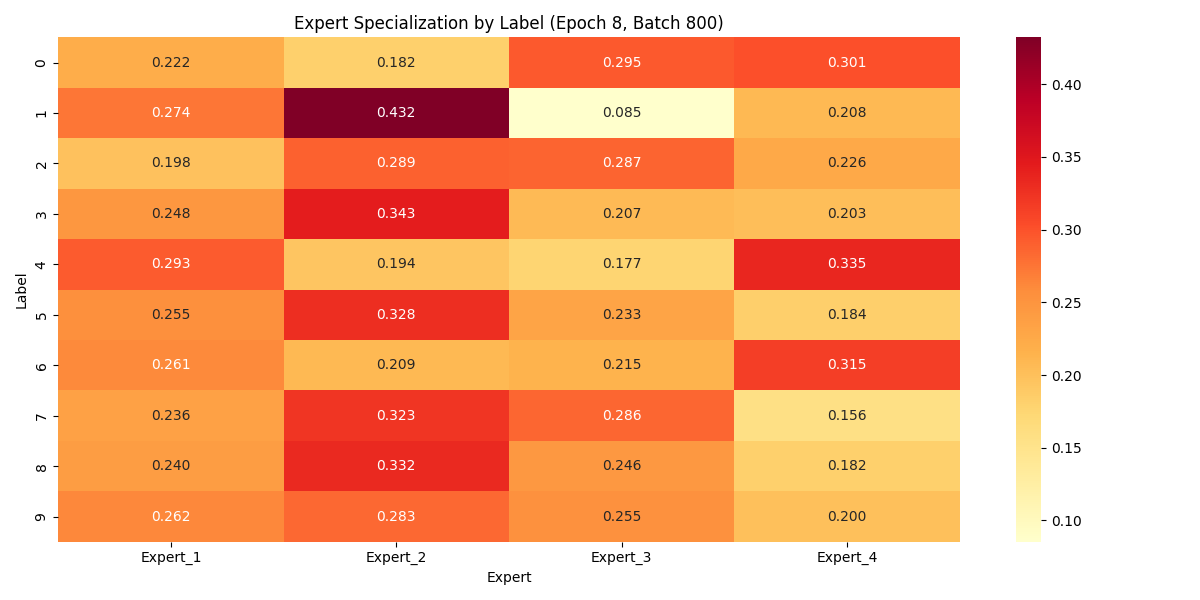 Expert Specialization by Label (Epoch 8, Batch 800)
Label
0 0.222 0.182 0.295 0.301
1 0.274 0.432 0.085 0.208
2 0.198 0.289 0.287 0.226
3 0.248 0.343 0.207 0.203
4 0.293 0.194 0.177 0.335
5 0.255 0.328 0.233 0.184
6 0.261 0.209 0.215 0.315
7 0.236 0.323 0.286 0.156
8 0.240 0.332 0.246 0.182
9 0.262 0.283 0.255 0.200
Expert_1 Expert_2 Expert_3 Expert_4
Expert
0.40
0.35
0.30
0.25
0.20
0.15
0.10